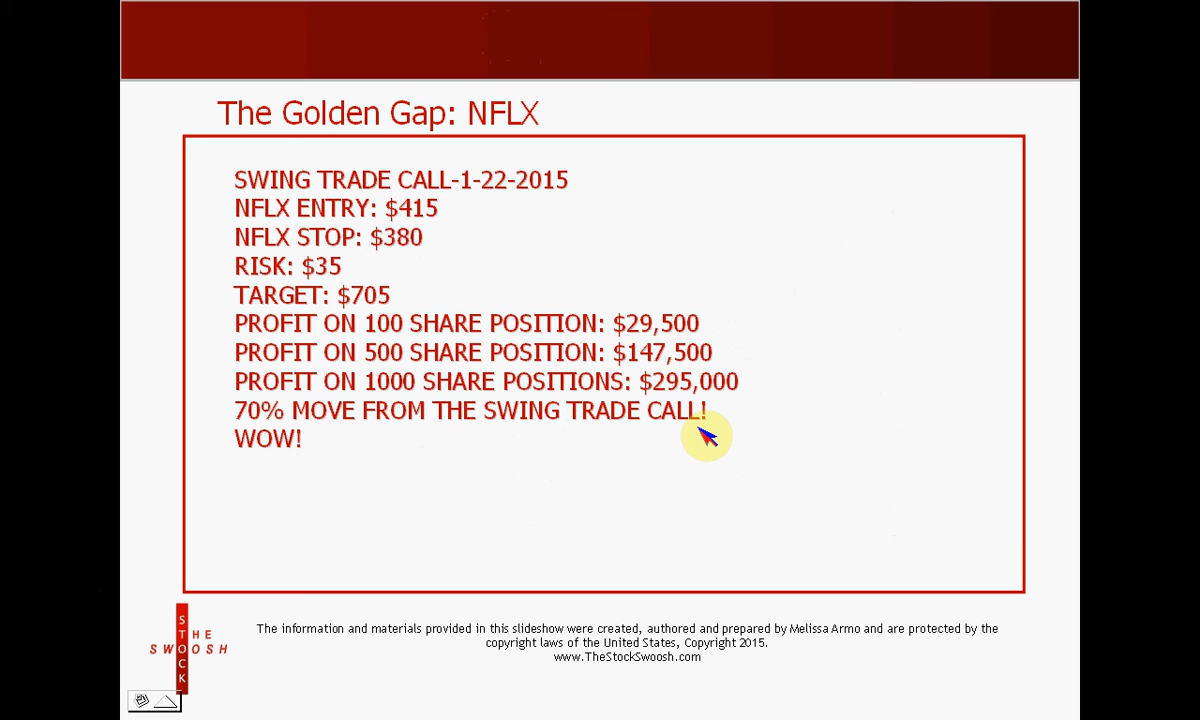 The Golden Gap: NFLX
SWING TRADE CALL-1-22-2015
NFLX ENTRY: $415
NFLX STOP: $380
RISK: $35
TARGET: $705
PROFIT ON 100 SHARE POSITION: $29,500
PROFIT ON 500 SHARE POSITION: $147,500
PROFIT ON 1000 SHARE POSITIONS: $295,000
70% MOVE FROM THE SWING TRADE CALL!
WOW!
THE
STOCK
SWOOSH
The information and materials provided in this slideshow were created, authored and prepared by Melissa Armo and are protected by the
copyright laws of the United States, Copyright 2015.
www.TheStockSwoosh.com